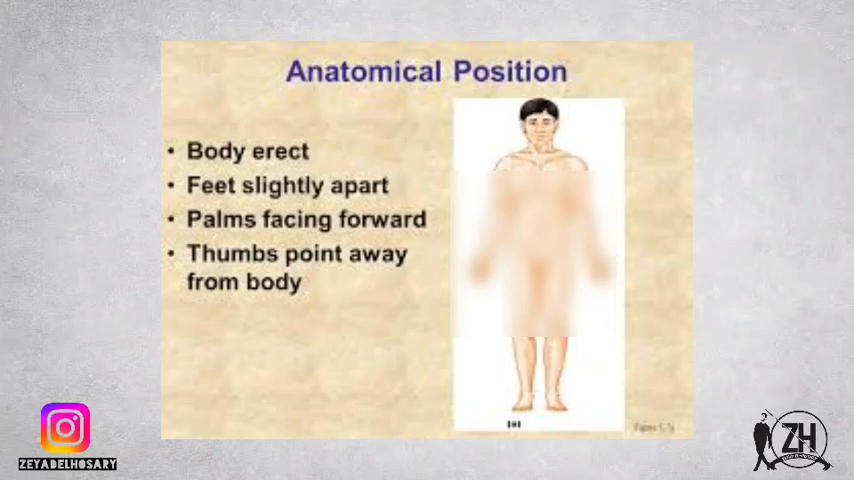 Anatomical Position
• Body erect
• Feet slightly apart
• Palms facing forward
• Thumbs point away
from body
ZEYADELHOSARY
ZH